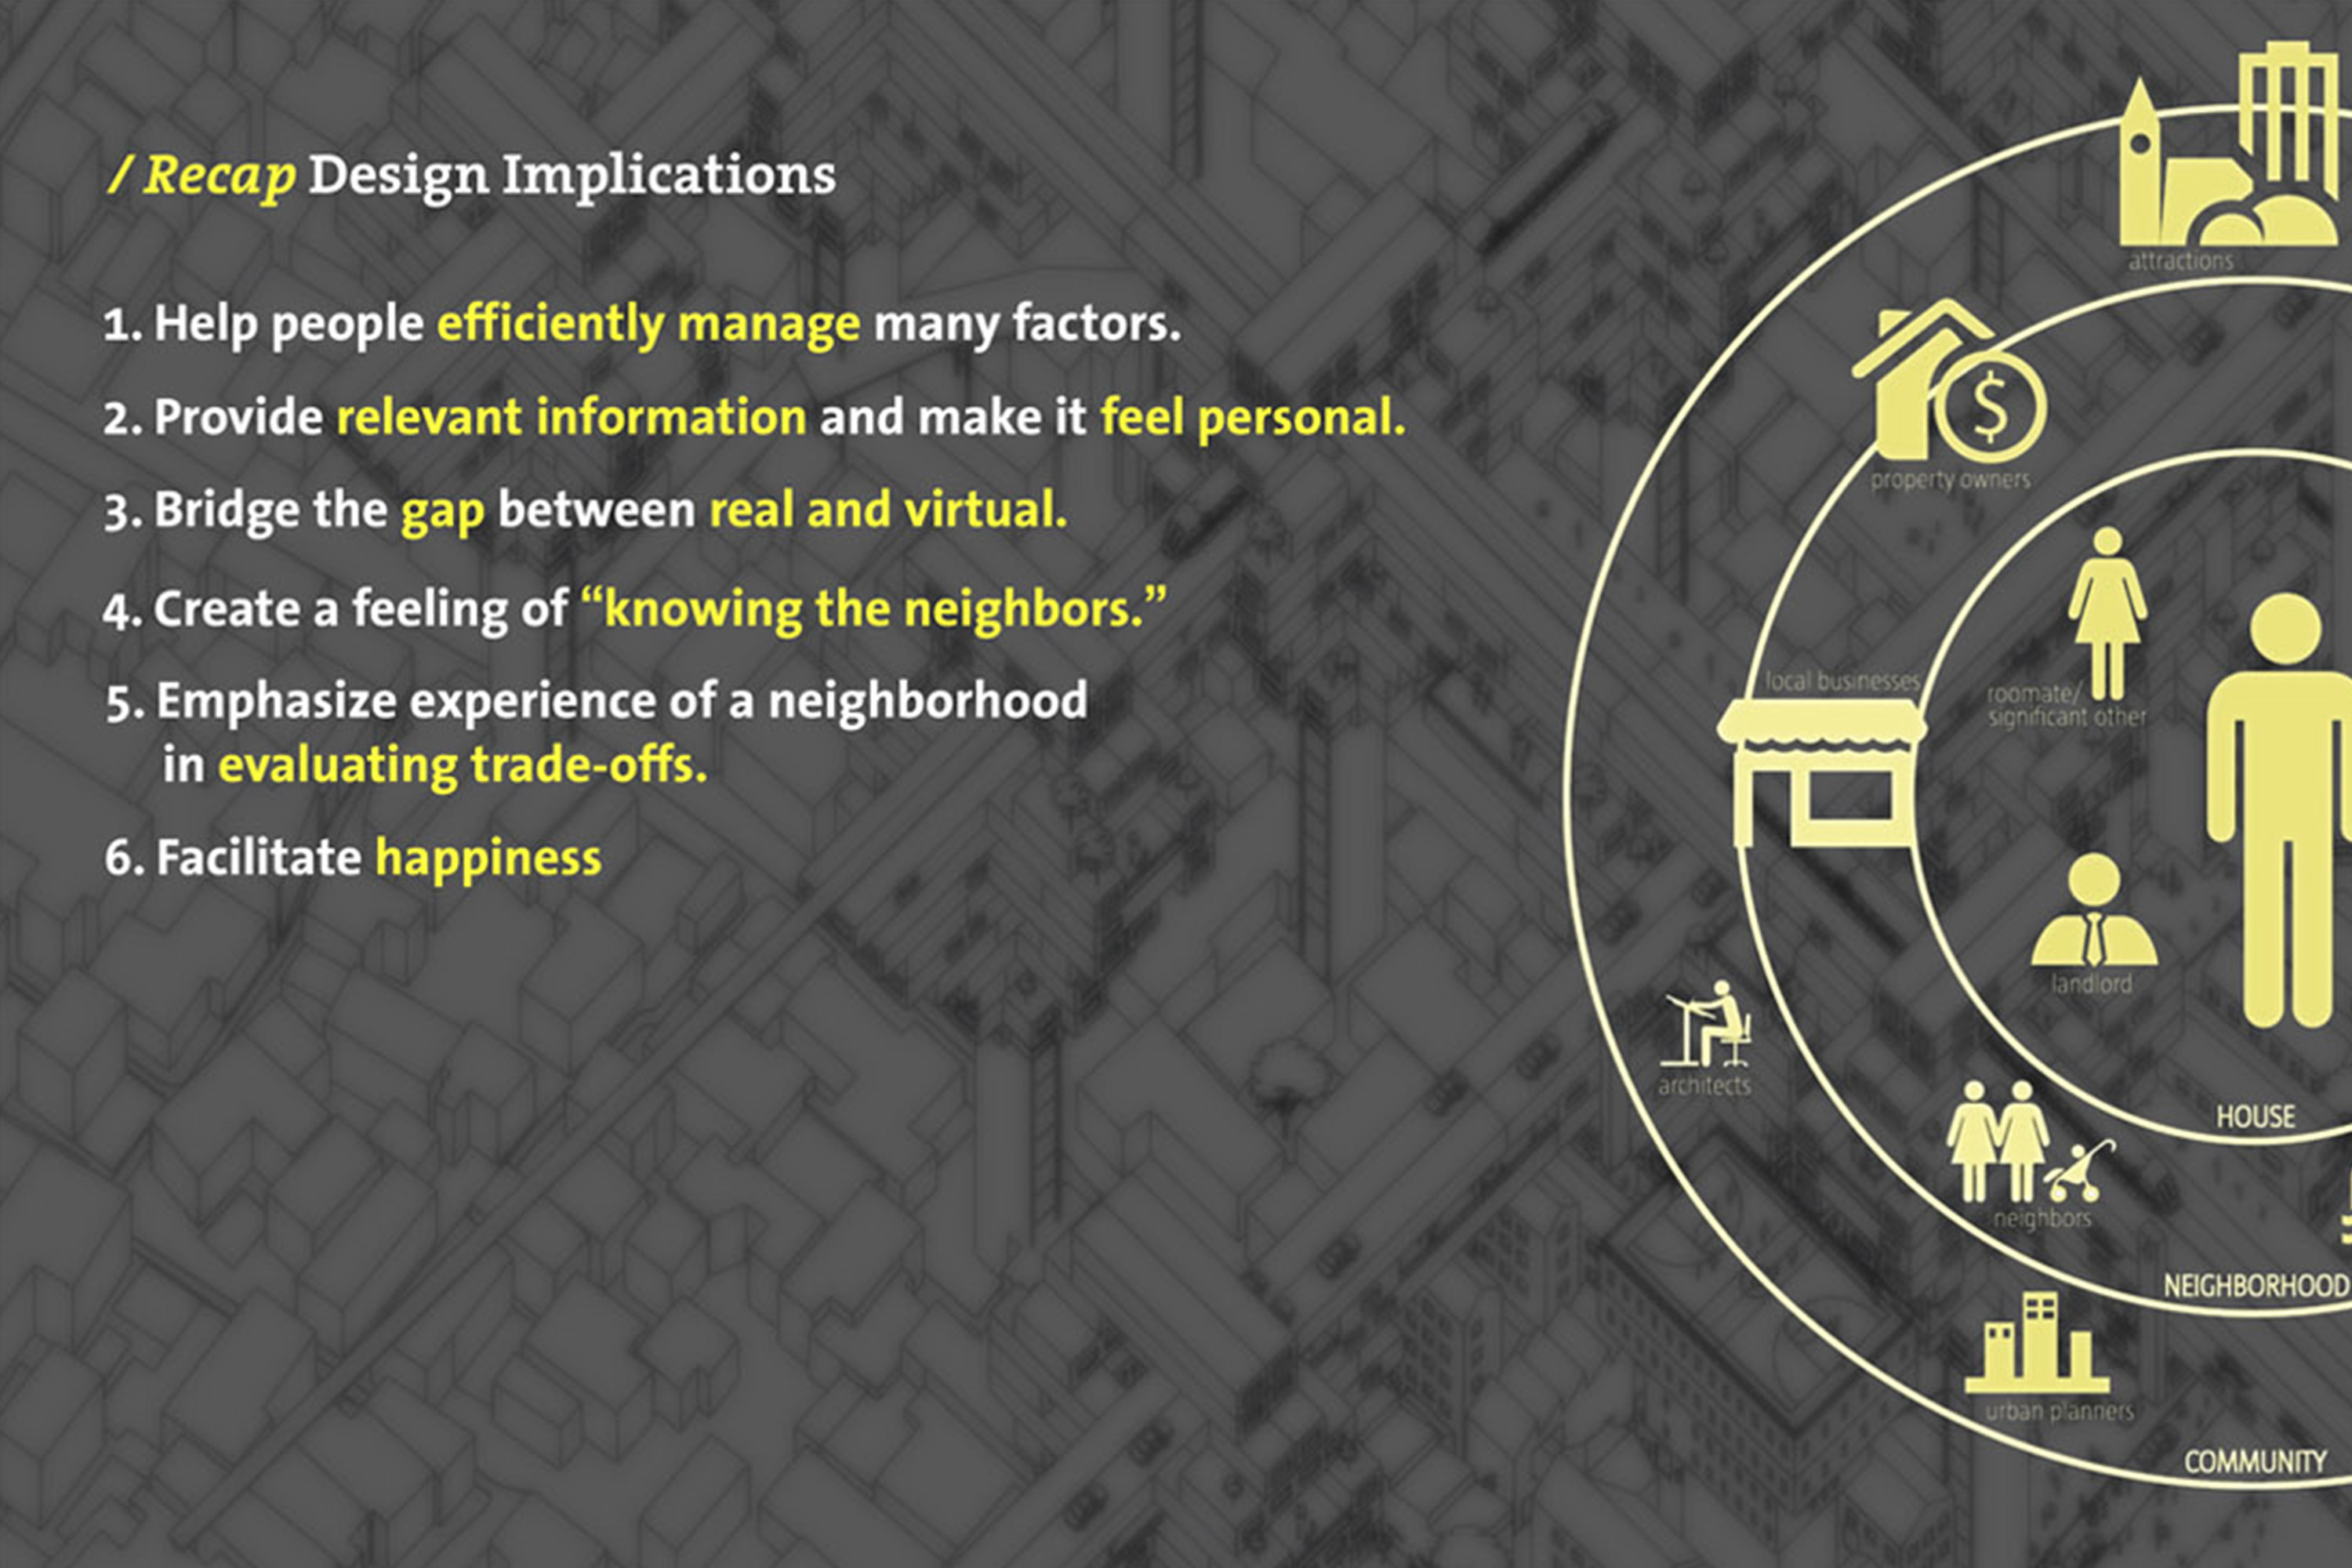 / Recap Design Implications
1. Help people efficiently manage many factors.
2. Provide relevant information and make it feel personal.
3. Bridge the gap between real and virtual.
4. Create a feeling of “knowing the neighbors.”
5. Emphasize experience of a neighborhood
in evaluating trade-offs.
6. Facilitate happiness
attractions
$
property owners
local businesses
roomate/
significant other
landlord
architects
HOUSE
neighbors
NEIGHBORHOOD
urban planners
COMMUNITY